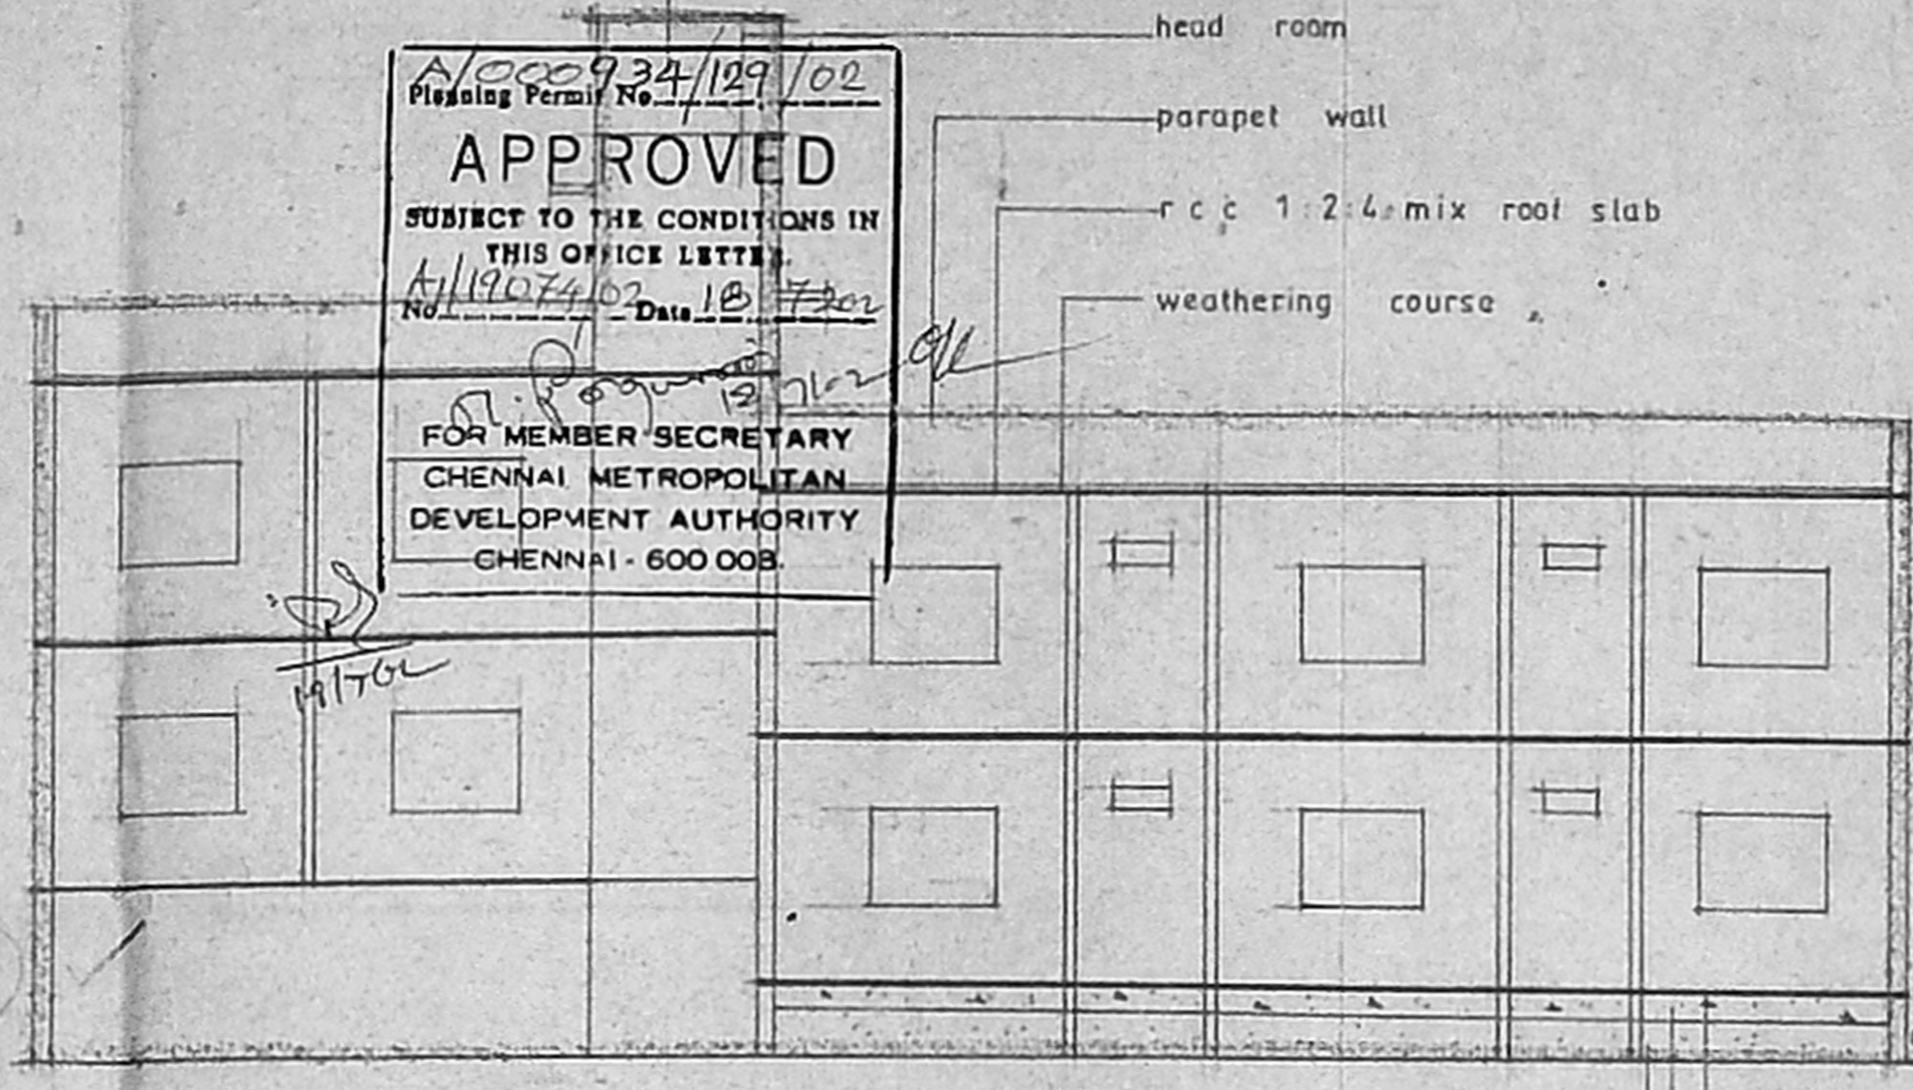 head room
A/000934/129/02
Planning Permit No.
parapet wall
APPROVED
r c c 1:2:4 mix roof slab
SUBJECT TO THE CONDITIONS IN
THIS OFFICE LETTER.
A1/19074/02 18 7 2002
No. Date
weathering course
FOR MEMBER SECRETARY
CHENNAI METROPOLITAN
DEVELOPMENT AUTHORITY
CHENNAI - 600 008.